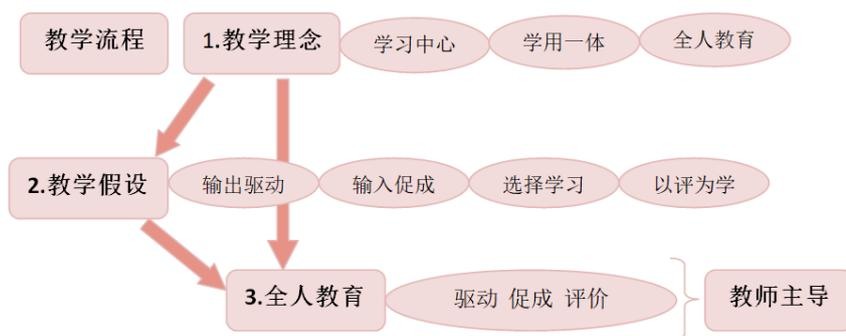 教学流程
1.教学理念
学习中心
学用一体
全人教育
2.教学假设
输出驱动
输入促成
选择学习
以评为学
3.全人教育
驱动 促成 评价
教师主导